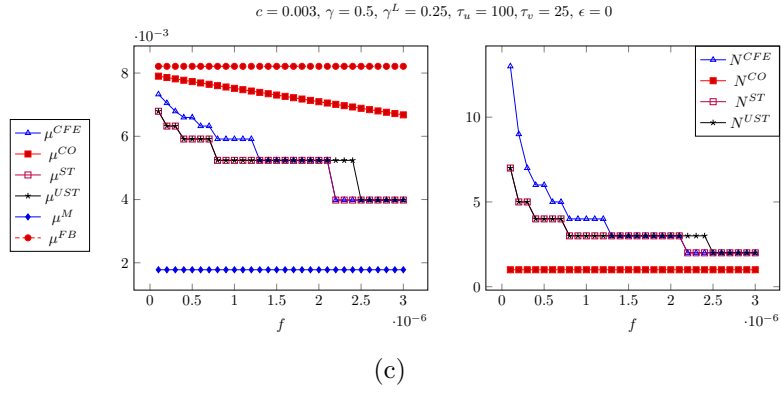 c = 0.003, γ = 0.5, γ^L = 0.25, τ_u = 100, τ_v = 25, ϵ = 0
·10^−3
8
6
4
2
0 0.5 1 1.5 2 2.5 3
·10^−6
f
μ^CFE
μ^CO
μ^ST
μ^UST
μ^M
μ^FB
10
5
0
0 0.5 1 1.5 2 2.5 3
·10^−6
f
N^CFE
N^CO
N^ST
N^UST
(c)